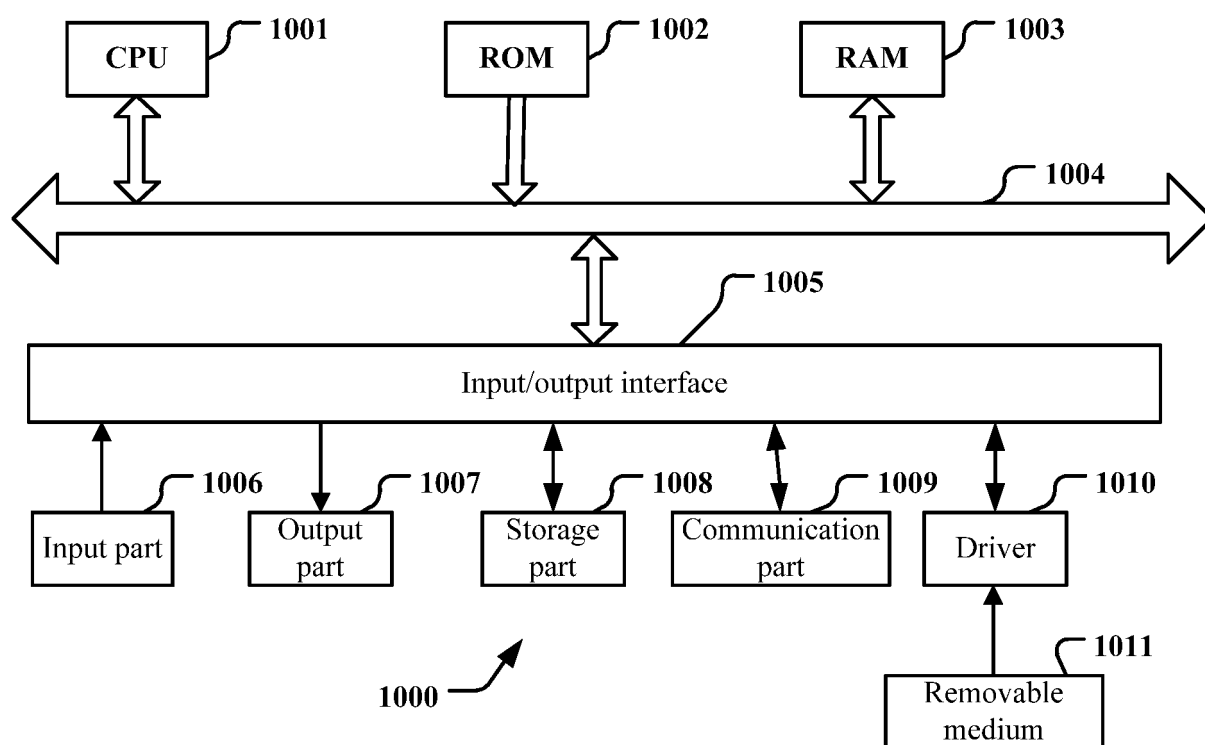 CPU 1001 ROM 1002 RAM 1003
1004
1005
Input/output interface
1006 1007 1008 1009 1010
Input part
Output
part
Storage
part
Communication
part
Driver
1000
1011
Removable
medium